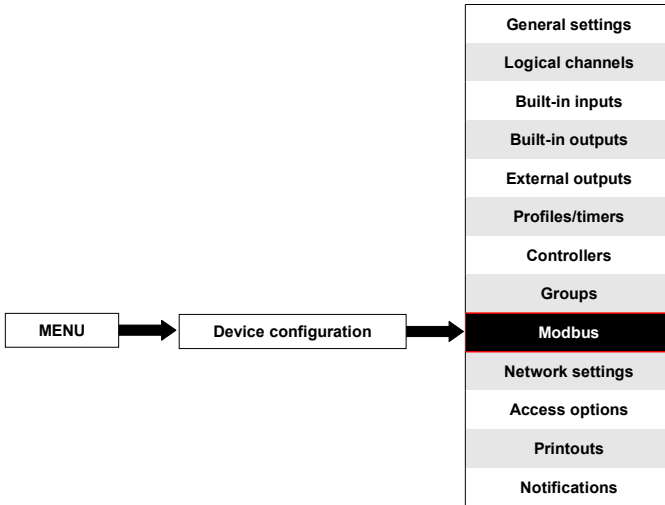 General settings
Logical channels
Built-in inputs
Built-in outputs
External outputs
Profiles/timers
Controllers
Groups
MENU
Device configuration
Modbus
Network settings
Access options
Printouts
Notifications